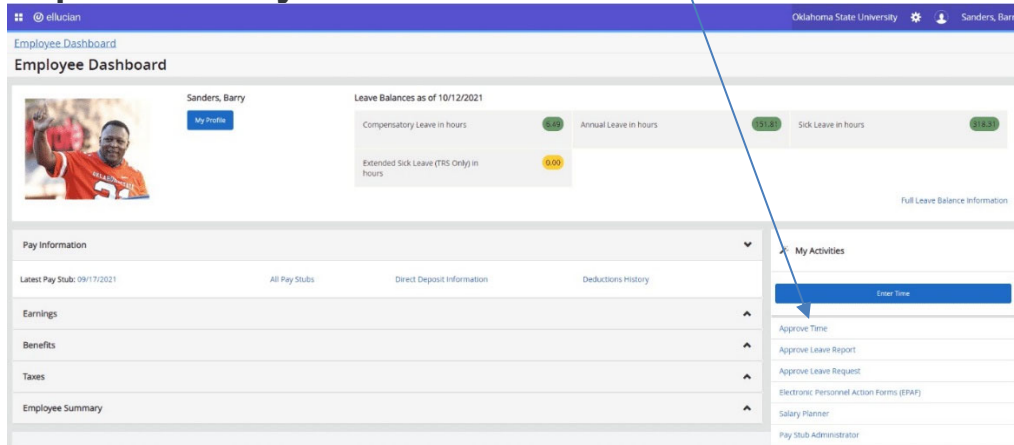 ellucian Oklahoma State University Sanders,
Employee Dashboard
Employee Dashboard
Sanders, Barry
My Profile
Leave Balances as of 10/12/2021
Compensatory Leave in hours 6.49 Annual Leave in hours 151.81 Sick Leave in hours 318.31
Extended Sick Leave (TRS Only) in
hours
0.00
Full Leave Balance Information
Pay Information
Latest Pay Stub: 09/17/2021 All Pay Stubs Direct Deposit Information Deductions History
Earnings
Benefits
Taxes
Employee Summary
My Activities
Enter Time
Approve Time
Approve Leave Report
Approve Leave Request
Electronic Personnel Action Forms (EPAF)
Salary Planner
Pay Stub Administrator